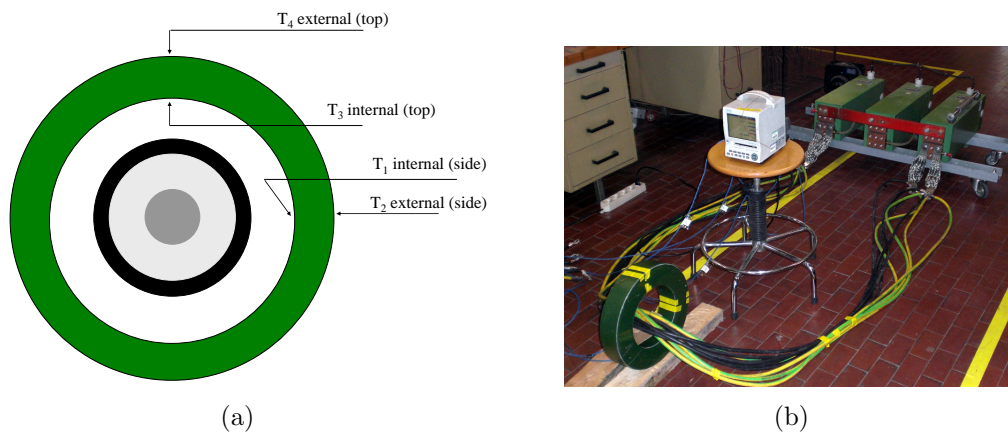 T₄ external (top)
T₃ internal (top)
T₁ internal (side)
T₂ external (side)
(a)
(b)